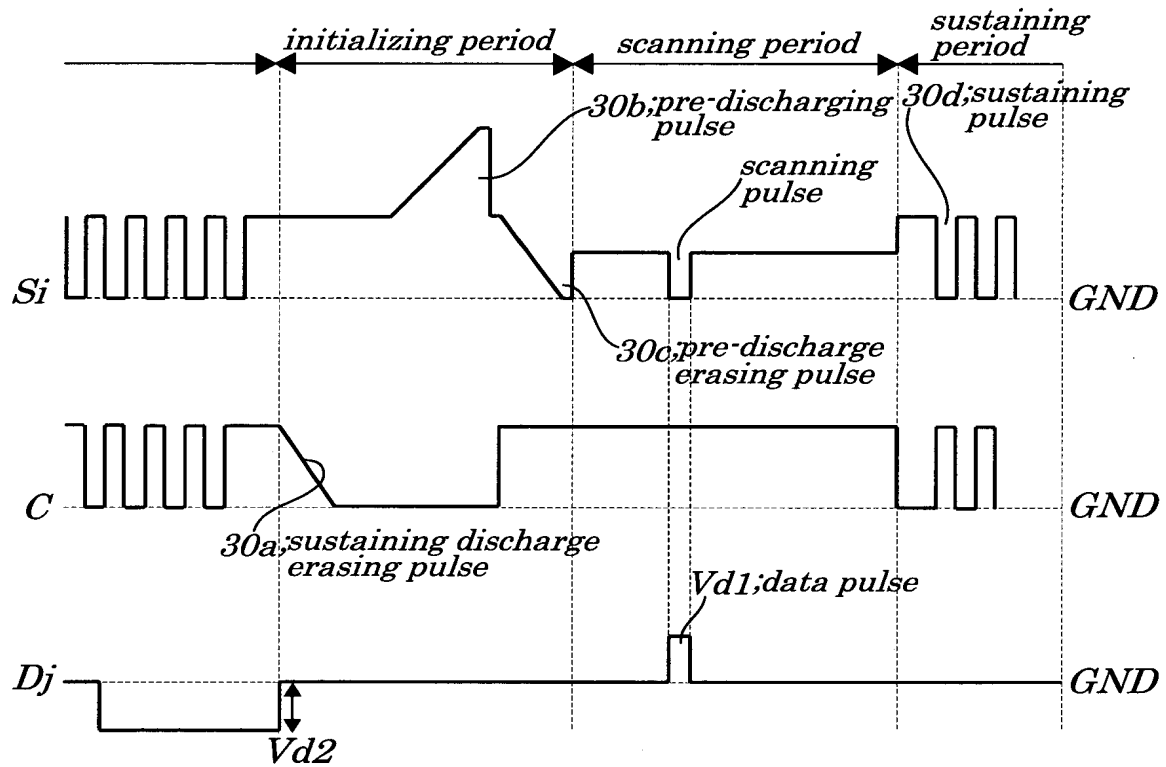 initializing period
scanning period
sustaining
period
30b;pre-discharging
pulse
30d;sustaining
pulse
scanning
pulse
Si
GND
30c;pre-discharge
erasing pulse
C
GND
30a;sustaining discharge
erasing pulse
Vd1;data pulse
Dj
GND
Vd2